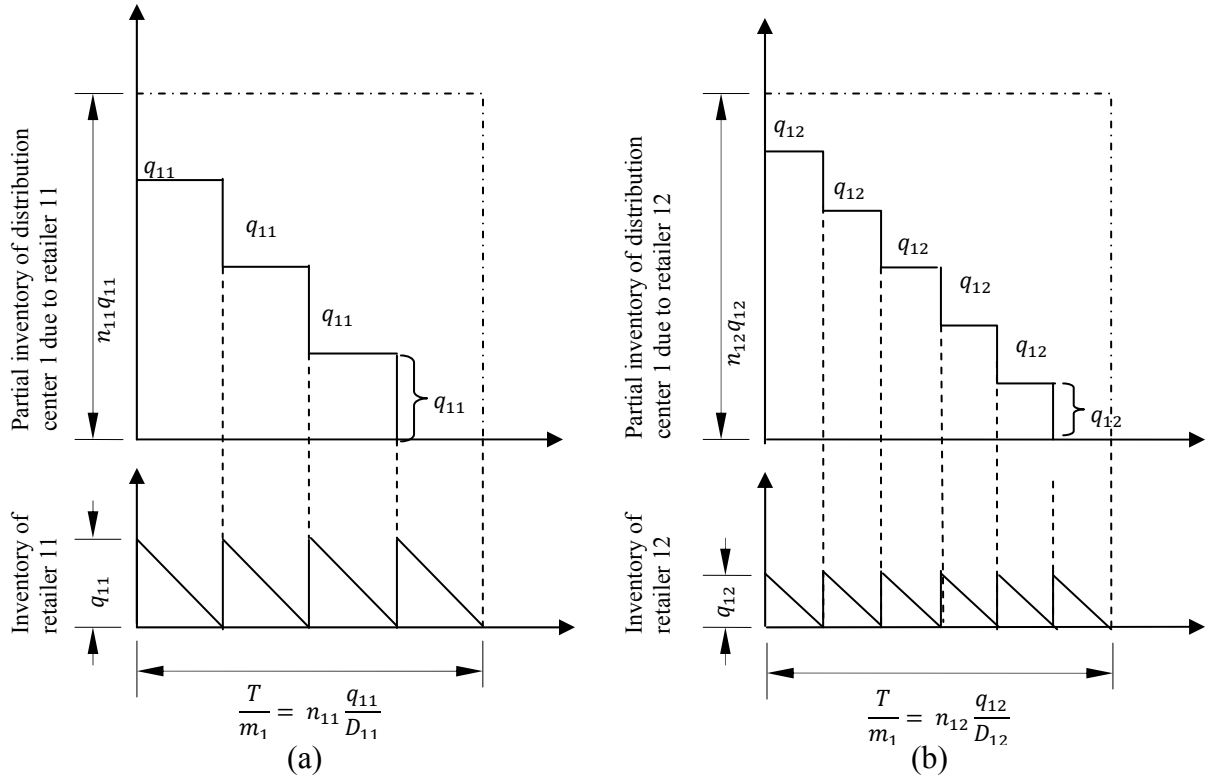 Partial inventory of distribution
center 1 due to retailer 11
n₁₁q₁₁
q₁₁
q₁₁
q₁₁
q₁₁
Inventory of
retailer 11
q₁₁
T/m₁ = n₁₁ q₁₁/D₁₁
(a)
Partial inventory of distribution
center 1 due to retailer 12
n₁₂q₁₂
q₁₂
q₁₂
q₁₂
q₁₂
q₁₂
q₁₂
Inventory of
retailer 12
q₁₂
T/m₁ = n₁₂ q₁₂/D₁₂
(b)